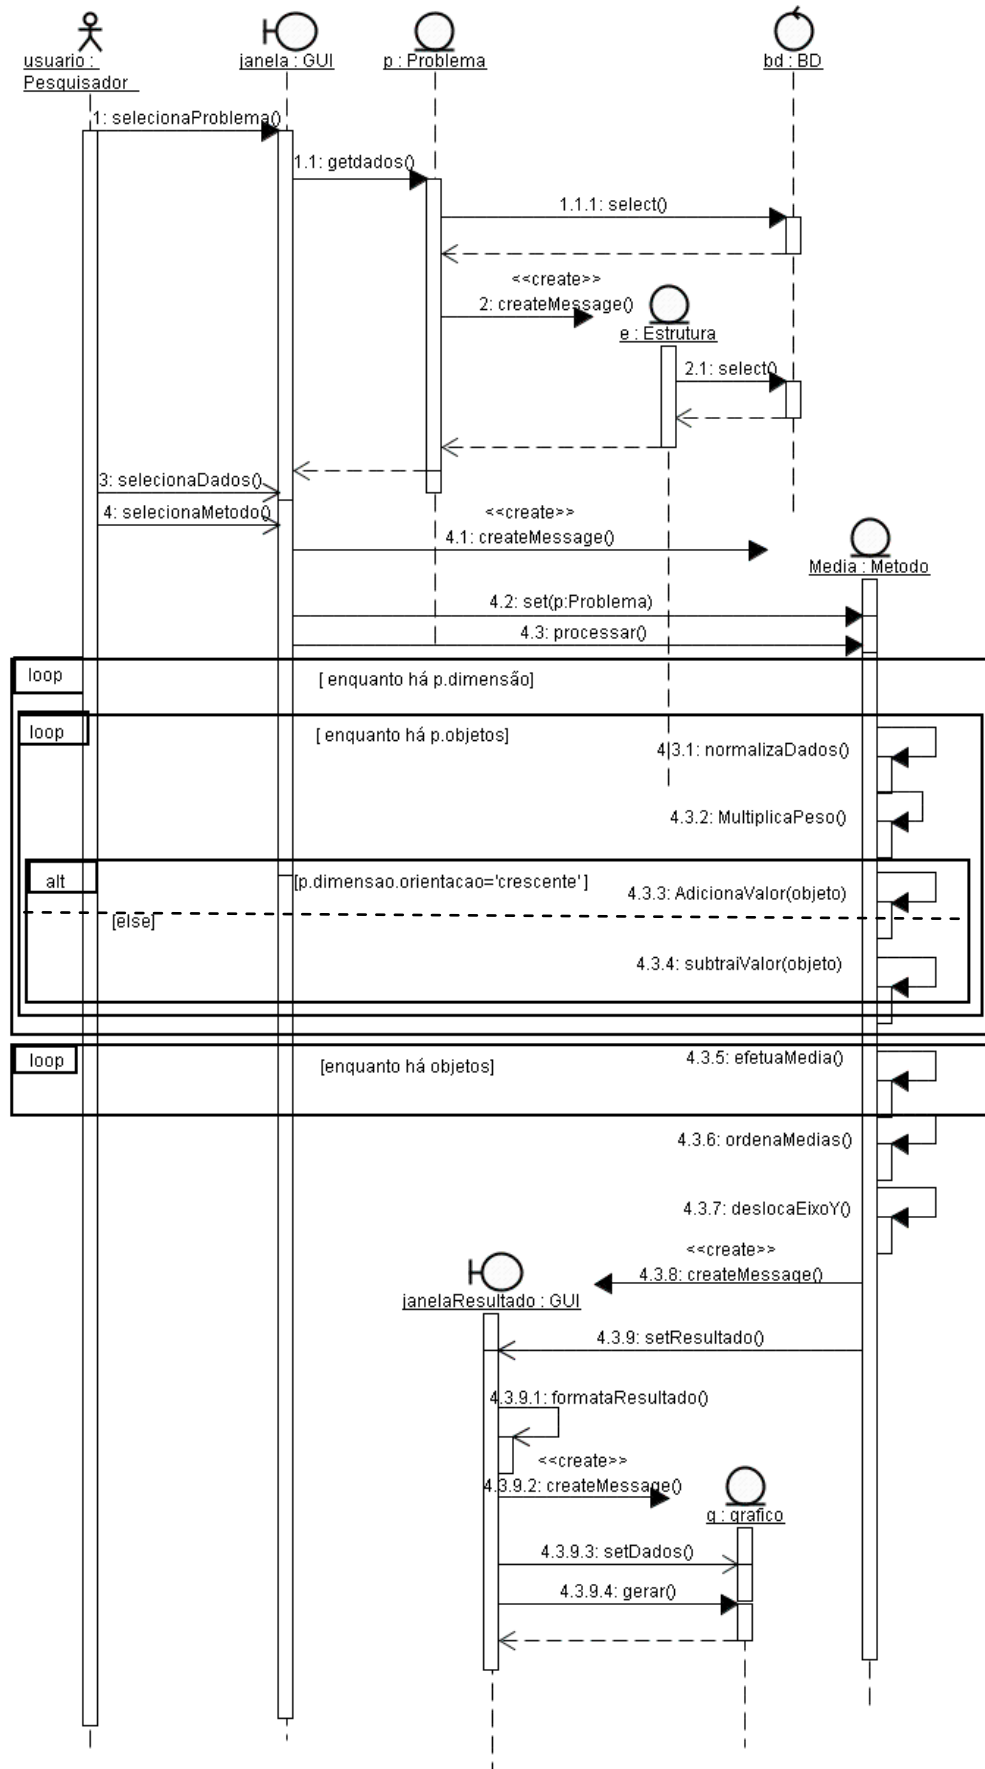 usuario :
Pesquisador
janela : GUI
p : Problema
bd : BD
1: selecionaProblema()
1.1: getdados()
1.1.1: select()
<<create>>
2: createMessage()
e : Estrutura
2.1: select()
3: selecionaDados()
4: selecionaMetodo()
<<create>>
4.1: createMessage()
Media : Metodo
4.2: set(p:Problema)
4.3: processar()
loop
[ enquanto há p.dimensão]
loop
[ enquanto há p.objetos]
4.3.1: normalizaDados()
4.3.2: MultiplicaPeso()
alt
[p.dimensao.orientacao='crescente' ]
4.3.3: AdicionaValor(objeto)
[else]
4.3.4: subtraiValor(objeto)
loop
[enquanto há objetos]
4.3.5: efetuaMedia()
4.3.6: ordenaMedias()
4.3.7: deslocaEixoY()
<<create>>
4.3.8: createMessage()
janelaResultado : GUI
4.3.9: setResultado()
4.3.9.1: formataResultado()
<<create>>
4.3.9.2: createMessage()
g : grafico
4.3.9.3: setDados()
4.3.9.4: gerar()